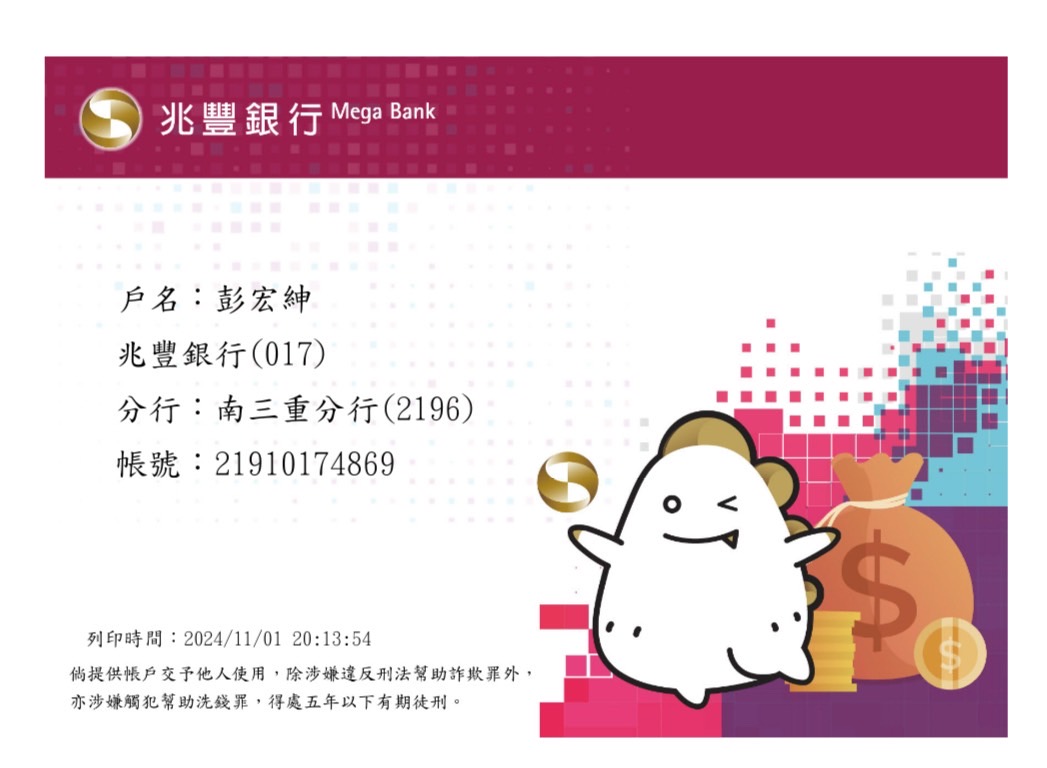 兆豐銀行 Mega Bank
戶名：彭宏紳
兆豐銀行(017)
分行：南三重分行(2196)
帳號：21910174869
列印時間：2024/11/01 20:13:54
倘提供帳戶交予他人使用，除涉嫌違反刑法幫助詐欺罪外，
亦涉嫌觸犯幫助洗錢罪，得處五年以下有期徒刑。
$
$